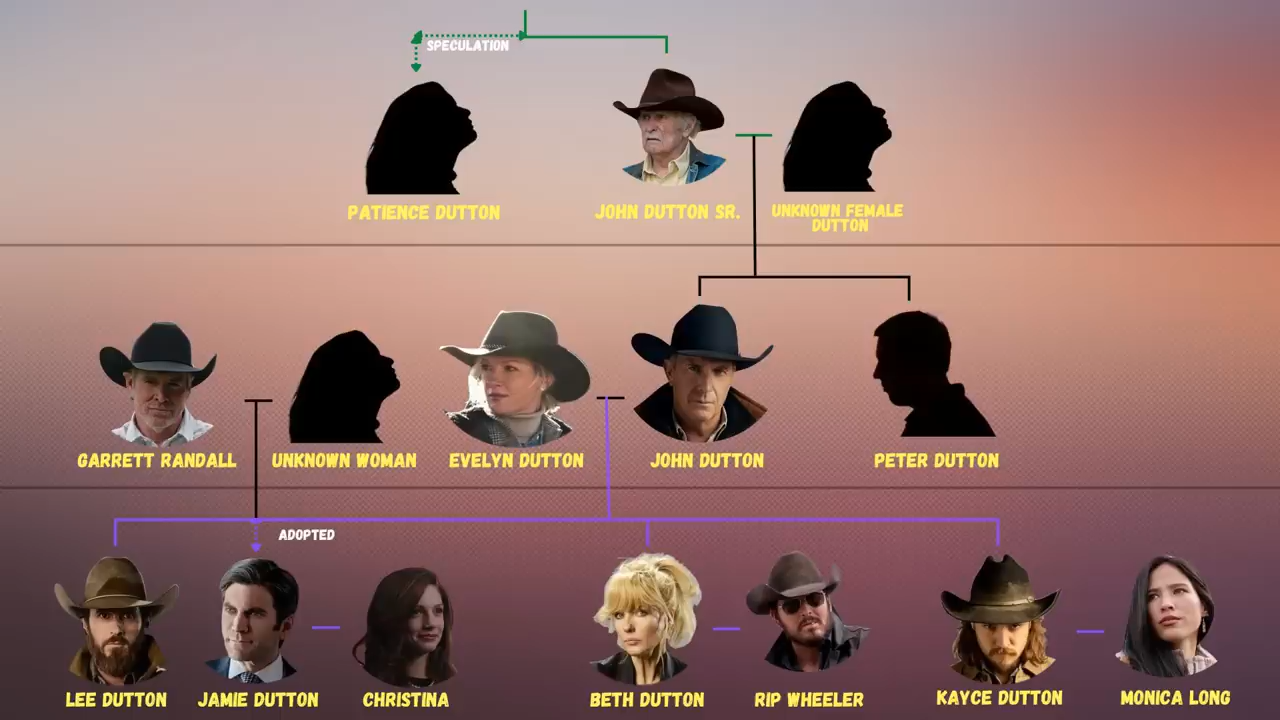 SPECULATION
PATIENCE DUTTON
JOHN DUTTON SR.
UNKNOWN FEMALE
DUTTON
GARRETT RANDALL
UNKNOWN WOMAN
EVELYN DUTTON
JOHN DUTTON
PETER DUTTON
ADOPTED
LEE DUTTON
JAMIE DUTTON
CHRISTINA
BETH DUTTON
RIP WHEELER
KAYCE DUTTON
MONICA LONG